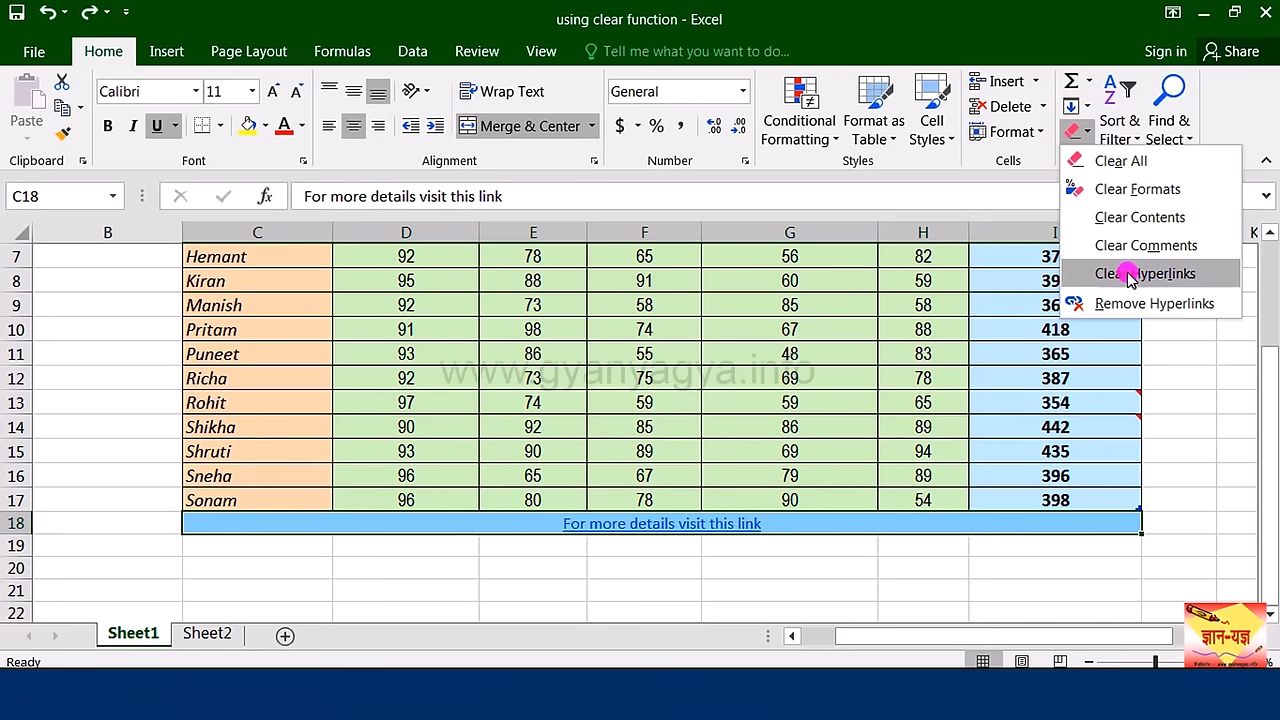 using clear function - Excel
File Home Insert Page Layout Formulas Data Review View Tell me what you want to do... Sign in Share
Calibri 11 Wrap Text General Insert
Paste B I U Merge & Center $ % , Conditional Formatting Format as Table Cell Styles Delete Format Sort & Filter Find & Select
Clipboard Font Alignment Number Styles Cells
Clear All
Clear Formats
Clear Contents
Clear Comments
Clear Hyperlinks
Remove Hyperlinks
C18 fx For more details visit this link
B C D E F G H I K
7 Hemant 92 78 65 56 82
8 Kiran 95 88 91 60 59
9 Manish 92 73 58 85 58
10 Pritam 91 98 74 67 88 418
11 Puneet 93 86 55 48 83 365
12 Richa 92 73 75 69 78 387
www.gyanyagya.info
13 Rohit 97 74 59 59 65 354
14 Shikha 90 92 85 86 89 442
15 Shruti 93 90 89 69 94 435
16 Sneha 96 65 67 79 89 396
17 Sonam 96 80 78 90 54 398
18 For more details visit this link
19
20
21
22
Sheet1 Sheet2
ज्ञान-यज्ञ
Ready